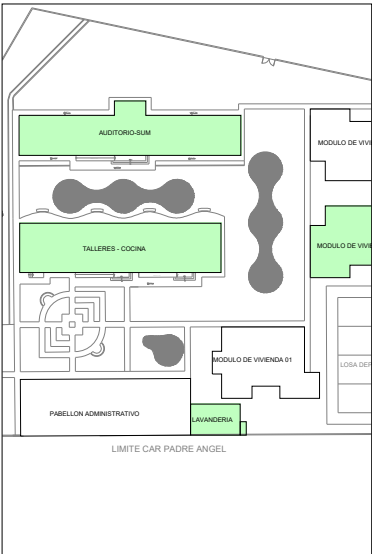 AUDITORIO-SUM
MODULO DE VIVI
TALLERES - COCINA
MODULO DE VIVIE
MODULO DE VIVIENDA 01
LOSA DEP
PABELLON ADMINISTRATIVO
LAVANDERIA
LIMITE CAR PADRE ANGEL